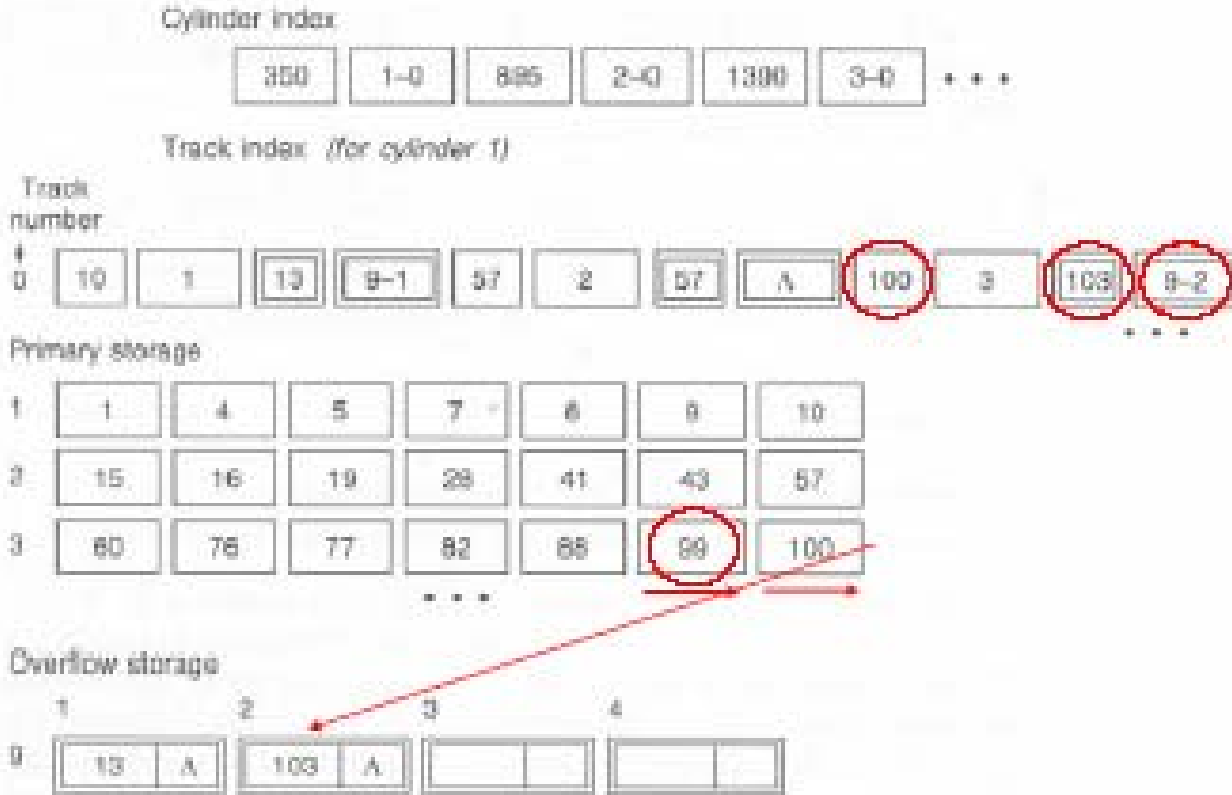 Cylinder index
350 1-0 895 2-0 1390 3-0 • • •
Track index (for cylinder 1)
Track
number
0 10 1 13 9-1 57 2 57 Λ 100 3 103 9-2
• • •
Primary storage
1 1 4 5 7 10
2 15 16 19 28 41 43 57
3 60 76 77 82 88 99 100
• • •
Overflow storage
1 2 3 4
9 13 Λ 103 Λ